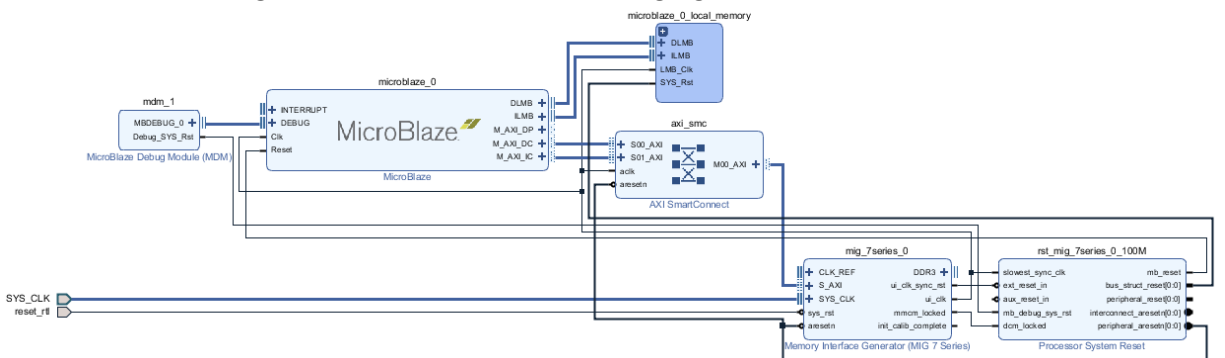 microblaze_0_local_memory
DLMB
ILMB
LMB_Clk
SYS_Rst
microblaze_0
INTERRUPT
DEBUG
Clk
Reset
MicroBlaze
DLMB
ILMB
M_AXI_DP
M_AXI_DC
M_AXI_IC
MicroBlaze
mdm_1
MBDEBUG_0
Debug_SYS_Rst
MicroBlaze Debug Module (MDM)
axi_smc
S00_AXI
S01_AXI
aclk
aresetn
M00_AXI
AXI SmartConnect
SYS_CLK
reset_rtl
mig_7series_0
CLK_REF
S_AXI
SYS_CLK
sys_rst
aresetn
DDR3
ui_clk_sync_rst
ui_clk
mmcm_locked
init_calib_complete
Memory Interface Generator (MIG 7 Series)
rst_mig_7series_0_100M
slowest_sync_clk
ext_reset_in
aux_reset_in
mb_debug_sys_rst
dcm_locked
mb_reset
bus_struct_reset[0:0]
peripheral_reset[0:0]
interconnect_aresetn[0:0]
peripheral_aresetn[0:0]
Processor System Reset